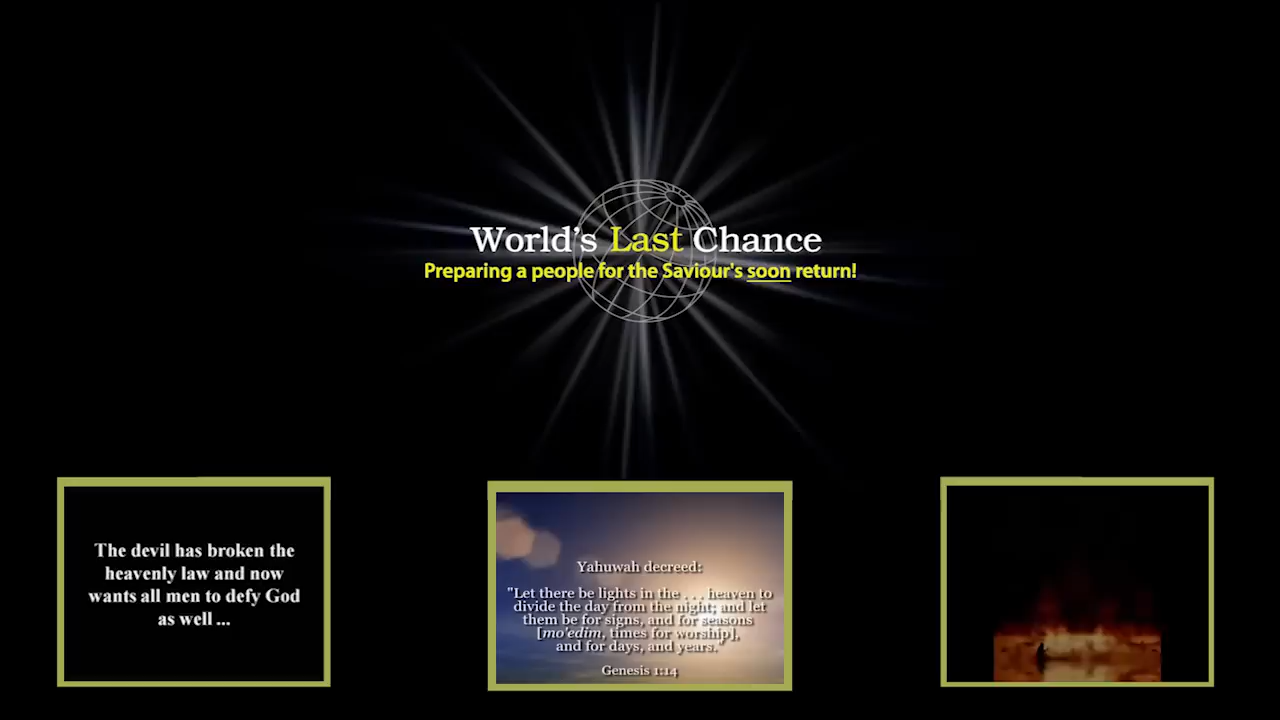 World's Last Chance
Preparing a people for the Saviour's soon return!
The devil has broken the
heavenly law and now
wants all men to defy God
as well ...
Yahuwah decreed:
"Let there be lights in the . . . heaven to
divide the day from the night; and let
them be for signs, and for seasons
[mo'edim, times for worship],
and for days, and years."
Genesis 1:14